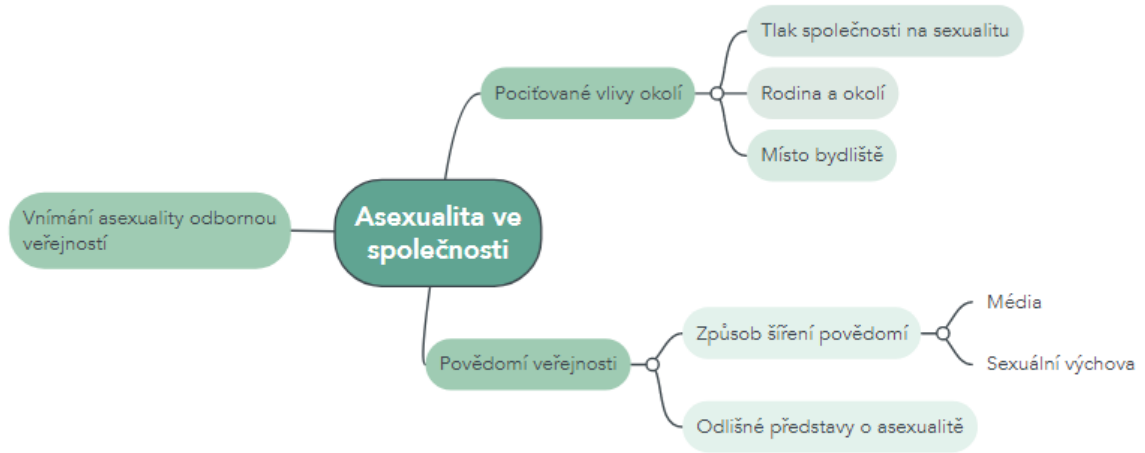 Tlak společnosti na sexualitu
Pociťované vlivy okolí
Rodina a okolí
Místo bydliště
Vnímání asexuality odbornou
veřejností
Asexualita ve
společnosti
Média
Způsob šíření povědomí
Povědomí veřejnosti
Sexuální výchova
Odlišné představy o asexualitě